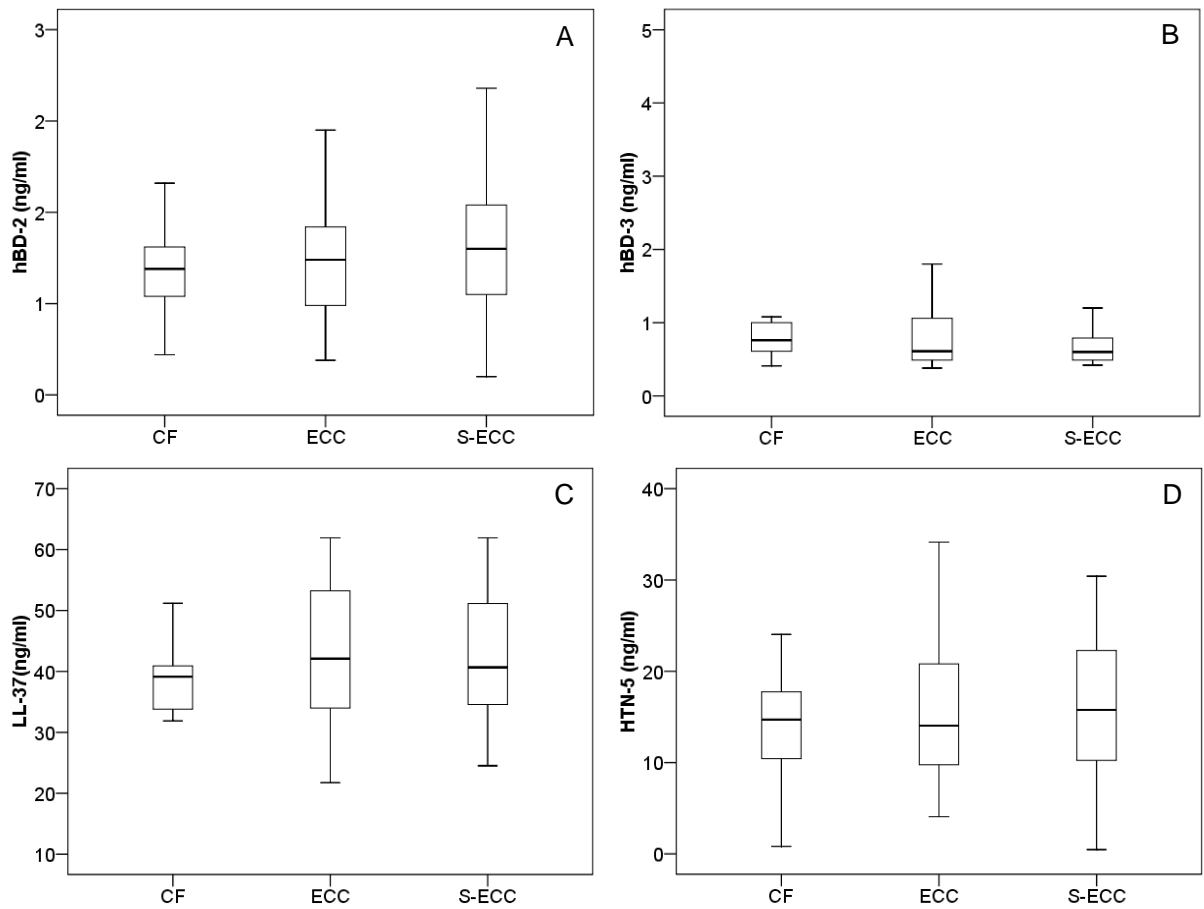 A
hBD-2 (ng/ml)
3
2
2
1
0
CF ECC S-ECC
B
hBD-3 (ng/ml)
5
4
3
2
1
0
CF ECC S-ECC
C
LL-37(ng/ml)
70
60
50
40
30
20
10
CF ECC S-ECC
D
HTN-5 (ng/ml)
40
30
20
10
0
CF ECC S-ECC